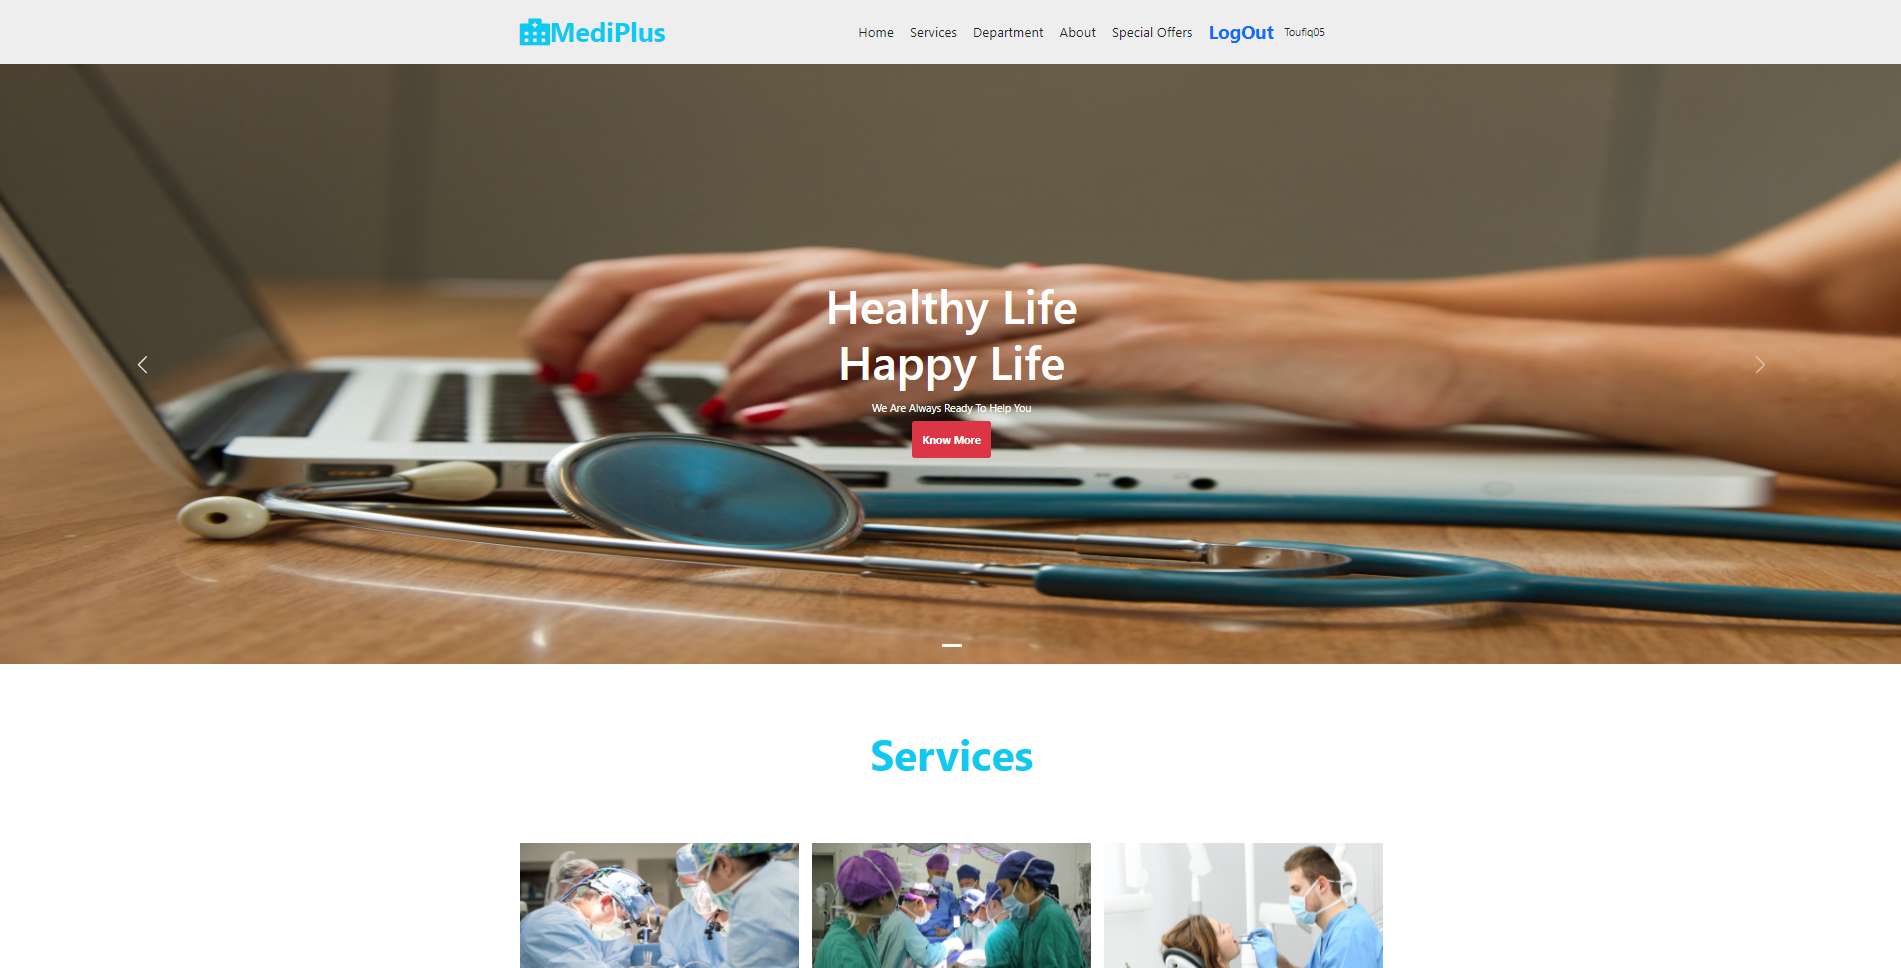 MediPlus
Home Services Department About Special Offers LogOut Toufiq05
Healthy Life
Happy Life
We Are Always Ready To Help You
Know More
Services